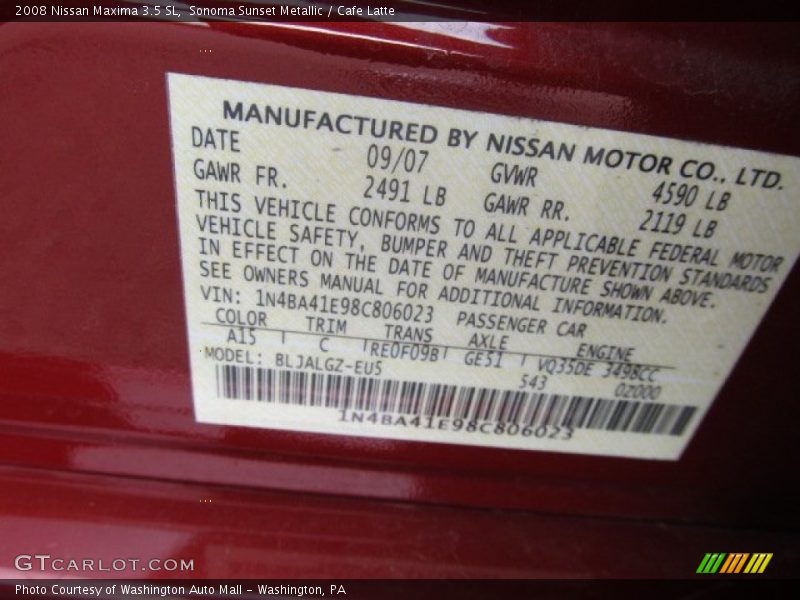 2008 Nissan Maxima 3.5 SL, Sonoma Sunset Metallic / Cafe Latte
MANUFACTURED BY NISSAN MOTOR CO., LTD.
DATE 09/07 GVWR 4590 LB
GAWR FR. 2491 LB GAWR RR. 2119 LB
THIS VEHICLE CONFORMS TO ALL APPLICABLE FEDERAL MOTOR
VEHICLE SAFETY, BUMPER AND THEFT PREVENTION STANDARDS
IN EFFECT ON THE DATE OF MANUFACTURE SHOWN ABOVE.
SEE OWNERS MANUAL FOR ADDITIONAL INFORMATION.
VIN: 1N4BA41E98C806023 PASSENGER CAR
COLOR TRIM TRANS AXLE ENGINE
A15 C RE0F09B GE51 VQ35DE 3498CC
MODEL: BLJALGZ-EU5 543 02000
1N4BA41E98C806023
GTCARLOT.COM
Photo Courtesy of Washington Auto Mall – Washington, PA